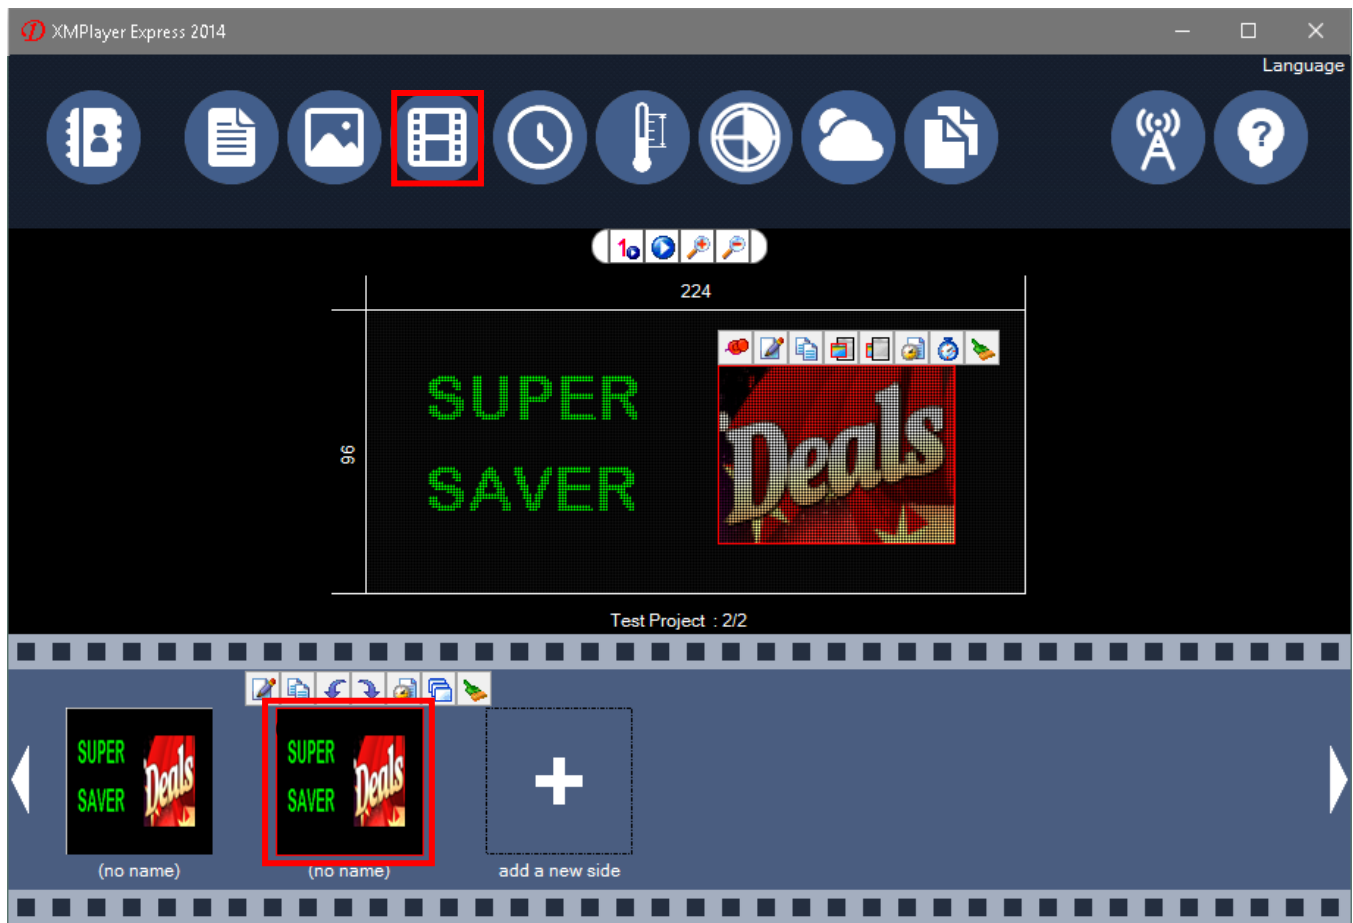 XMPlayer Express 2014
Language
?
1
224
96
SUPER
SAVER
Deals
Test Project : 2/2
SUPER
SAVER
Deals
SUPER
SAVER
Deals
(no name)
(no name)
add a new side